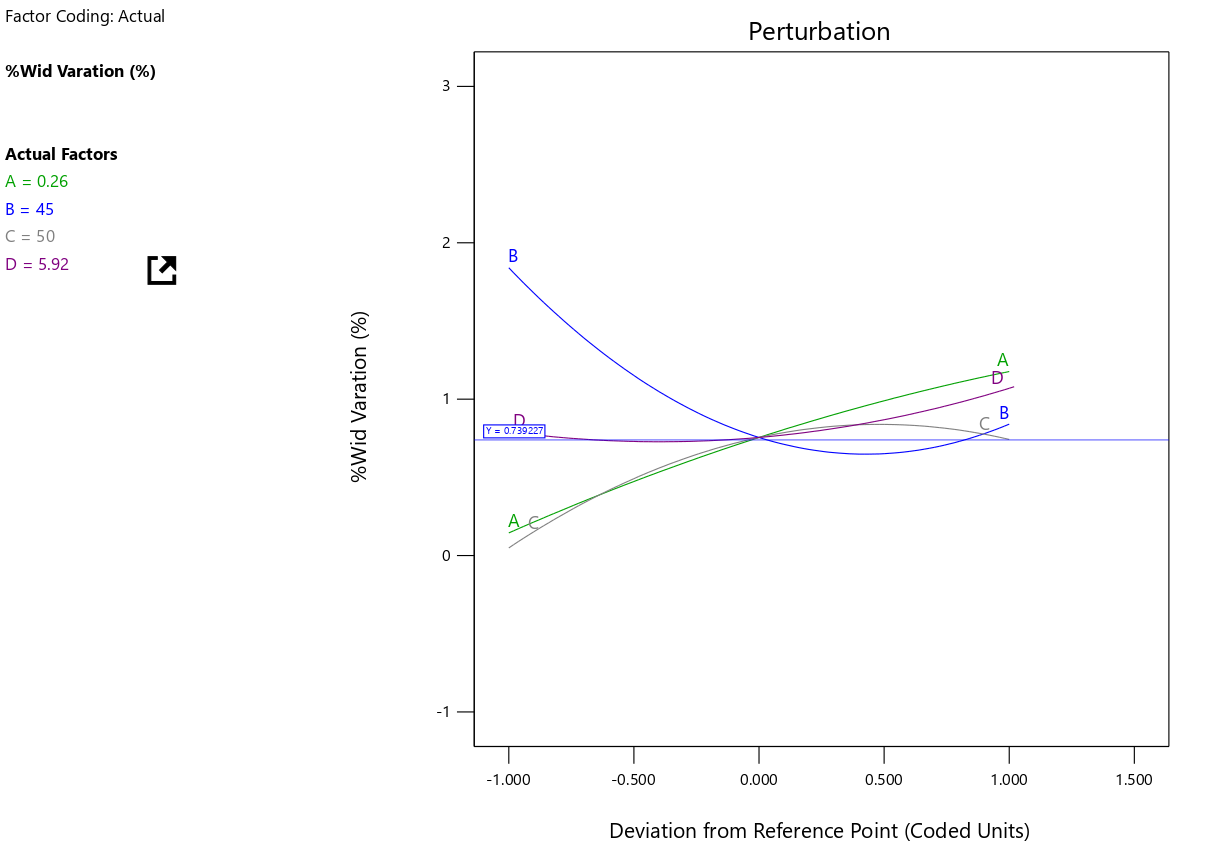 Factor Coding: Actual
%Wid Varation (%)
Actual Factors
A = 0.26
B = 45
C = 50
D = 5.92
Perturbation
%Wid Varation (%)
3
2
1
0
-1
B
A
D
D
B
C
Y = 0.739227
A
C
-1.000
-0.500
0.000
0.500
1.000
1.500
Deviation from Reference Point (Coded Units)